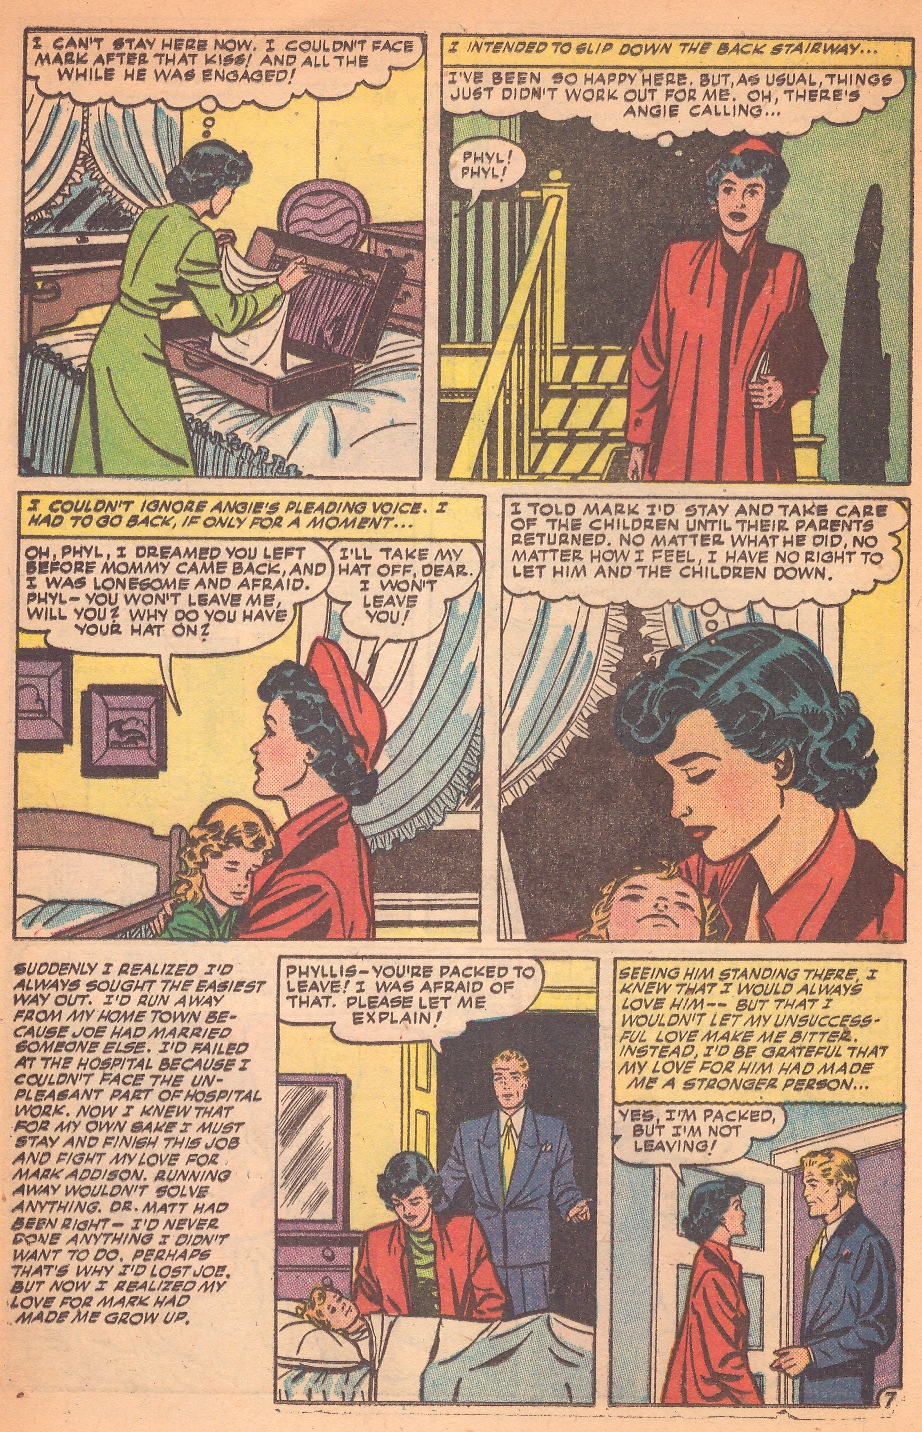 I CAN'T STAY HERE NOW. I COULDN'T FACE
MARK AFTER THAT KISS! AND ALL THE
WHILE HE WAS ENGAGED!
I INTENDED TO SLIP DOWN THE BACK STAIRWAY...
I'VE BEEN SO HAPPY HERE. BUT, AS USUAL, THINGS
JUST DIDN'T WORK OUT FOR ME. OH, THERE'S
ANGIE CALLING...
PHYL!
PHYL!
I COULDN'T IGNORE ANGIE'S PLEADING VOICE. I
HAD TO GO BACK, IF ONLY FOR A MOMENT...
OH, PHYL, I DREAMED YOU LEFT
BEFORE MOMMY CAME BACK, AND
I WAS LONESOME AND AFRAID.
PHYL- YOU WON'T LEAVE ME,
WILL YOU? WHY DO YOU HAVE
YOUR HAT ON?
I'LL TAKE MY
HAT OFF, DEAR.
I WON'T
LEAVE
YOU!
I TOLD MARK I'D STAY AND TAKE CARE
OF THE CHILDREN UNTIL THEIR PARENTS
RETURNED. NO MATTER WHAT HE DID, NO
MATTER HOW I FEEL, I HAVE NO RIGHT TO
LET HIM AND THE CHILDREN DOWN.
SUDDENLY I REALIZED I'D
ALWAYS SOUGHT THE EASIEST
WAY OUT. I'D RUN AWAY
FROM MY HOME TOWN BE-
CAUSE JOE HAD MARRIED
SOMEONE ELSE. I'D FAILED
AT THE HOSPITAL BECAUSE I
COULDN'T FACE THE UN-
PLEASANT PART OF HOSPITAL
WORK. NOW I KNEW THAT
FOR MY OWN SAKE I MUST
STAY AND FINISH THIS JOB
AND FIGHT MY LOVE FOR
MARK ADDISON. RUNNING
AWAY WOULDN'T SOLVE
ANYTHING. DR. MATT HAD
BEEN RIGHT- I'D NEVER
DONE ANYTHING I DIDN'T
WANT TO DO. PERHAPS
THAT'S WHY I'D LOST JOE.
BUT NOW I REALIZED MY
LOVE FOR MARK HAD
MADE ME GROW UP.
PHYLLIS-YOU'RE PACKED TO
LEAVE! I WAS AFRAID OF
THAT. PLEASE LET ME
EXPLAIN!
SEEING HIM STANDING THERE, I
KNEW THAT I WOULD ALWAYS
LOVE HIM-- BUT THAT I
WOULDN'T LET MY UNSUCCESS-
FUL LOVE MAKE ME BITTER.
INSTEAD, I'D BE GRATEFUL THAT
MY LOVE FOR HIM HAD MADE
ME A STRONGER PERSON...
YES, I'M PACKED,
BUT I'M NOT
LEAVING!
7